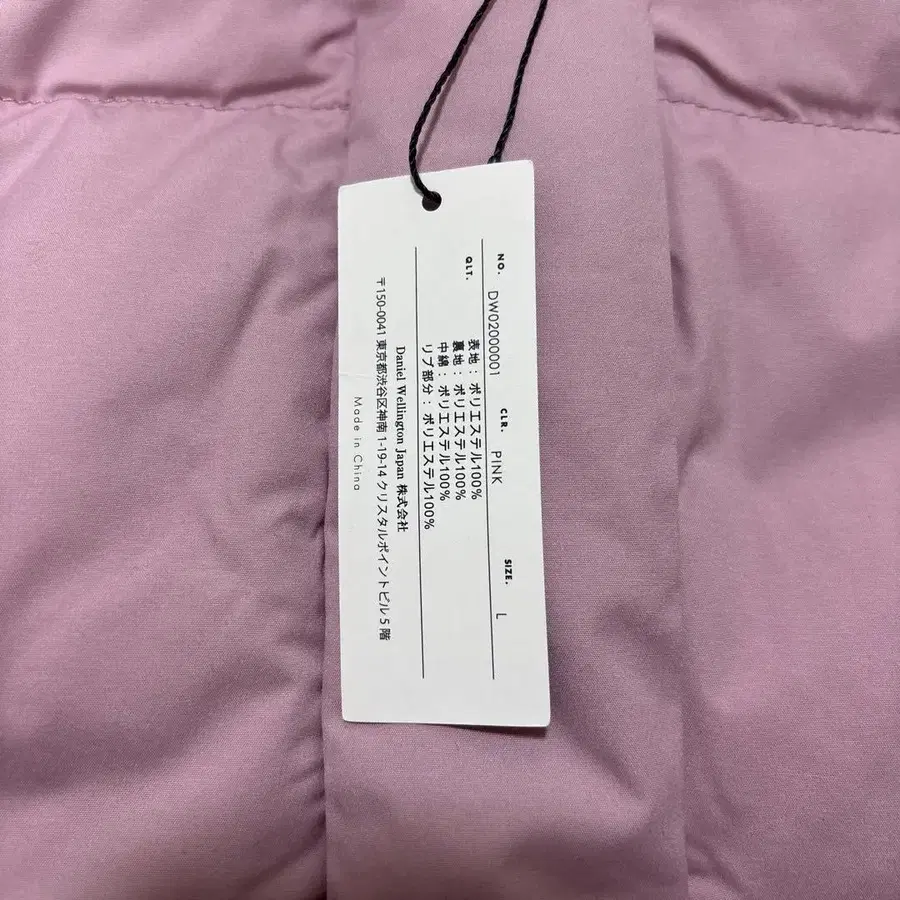 NO. DW02000001 CLR. PINK SIZE. L
QLT.
表地：ポリエステル100%
裏地：ポリエステル100%
中綿：ポリエステル100%
リブ部分：ポリエステル100%
Daniel Wellington Japan 株式会社
〒150-0041 東京都渋谷区神南 1-19-14 クリスタルポイントビル 5 階
Made in China